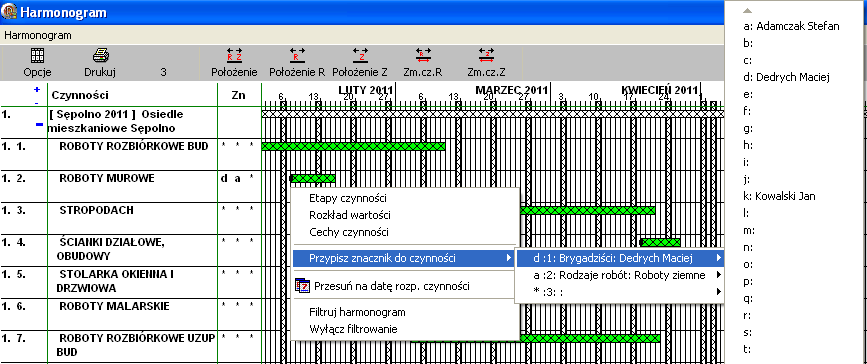 Harmonogram
Harmonogram
Opcje
Drukuj
3
R Z
Położenie
R
Położenie R
Z
Położenie Z
R
Zm.cz.R
Z
Zm.cz.Z
+
-
Czynności
Zn
LUTY 2011
MARZEC 2011
KWIECIEŃ 2011
6. 13. 20. 27. 6. 13. 20. 27. 3. 10. 17. 24. 1.
1.
[ Sępolno 2011 ] Osiedle
mieszkaniowe Sępolno
1. 1. ROBOTY ROZBIÓRKOWE BUD * * *
1. 2. ROBOTY MUROWE d a *
1. 3. STROPODACH * * *
1. 4. ŚCIANKI DZIAŁOWE, * * *
OBUDOWY
1. 5. STOLARKA OKIENNA I * * *
DRZWIOWA
1. 6. ROBOTY MALARSKIE * * *
1. 7. ROBOTY ROZBIÓRKOWE UZUP * * *
BUD
Etapy czynności
Rozkład wartości
Cechy czynności
Przypisz znacznik do czynności
Przesuń na datę rozp. czynności
Filtruj harmonogram
Wyłącz filtrowanie
d :1: Brygadziści: Dedrych Maciej
a :2: Rodzaje robót: Roboty ziemne
* :3: :
a: Adamczak Stefan
b:
c:
d: Dedrych Maciej
e:
f:
g:
h:
i:
j:
k: Kowalski Jan
l:
m:
n:
o:
p:
q:
r:
s:
t: